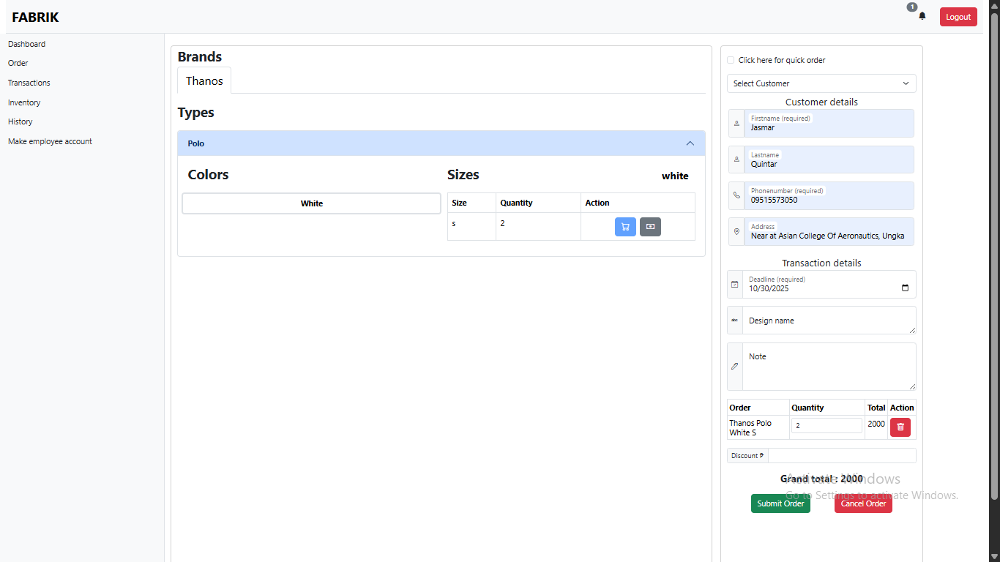 FABRIK
1
Logout
Dashboard
Order
Transactions
Inventory
History
Make employee account
Brands
Thanos
Types
Polo
Colors
White
Sizes
white
Size Quantity Action
s 2
Click here for quick order
Select Customer
Customer details
Firstname (required)
Jasmar
Lastname
Quintar
Phonenumber (required)
09515573050
Address
Near at Asian College Of Aeronautics, Ungka
Transaction details
Deadline (required)
10/30/2025
abc
Design name
Note
Order Quantity Total Action
Thanos Polo 2 2000
White S
Discount ₱
Grand total : 2000
Activate Windows
Go to Settings to activate Windows.
Submit Order
Cancel Order